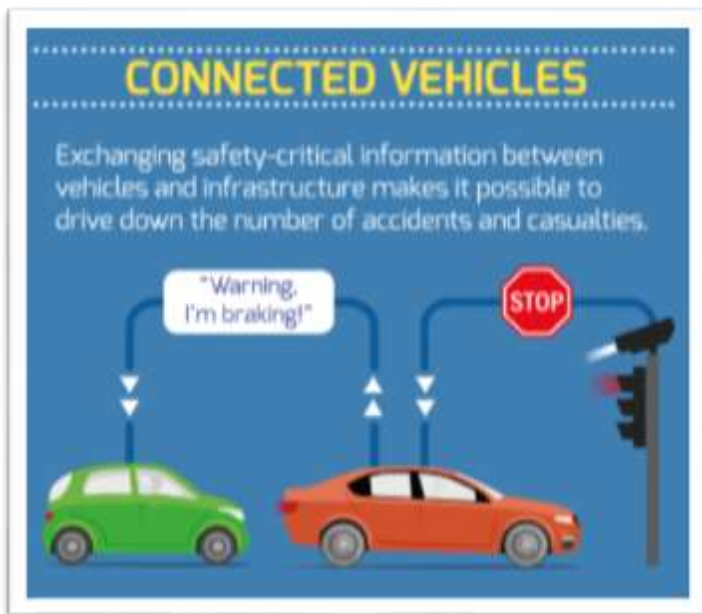 CONNECTED VEHICLES
Exchanging safety-critical information between
vehicles and infrastructure makes it possible to
drive down the number of accidents and casualties.
"Warning,
I'm braking!"
STOP